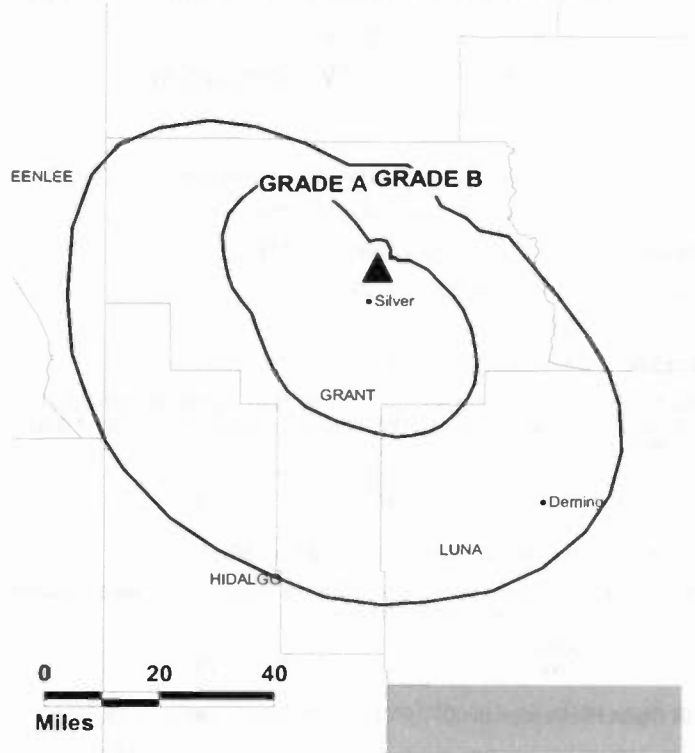 EENLEE
GRADE A GRADE B
Silver
GRANT
Deming
LUNA
HIDALGO
0 20 40
Miles